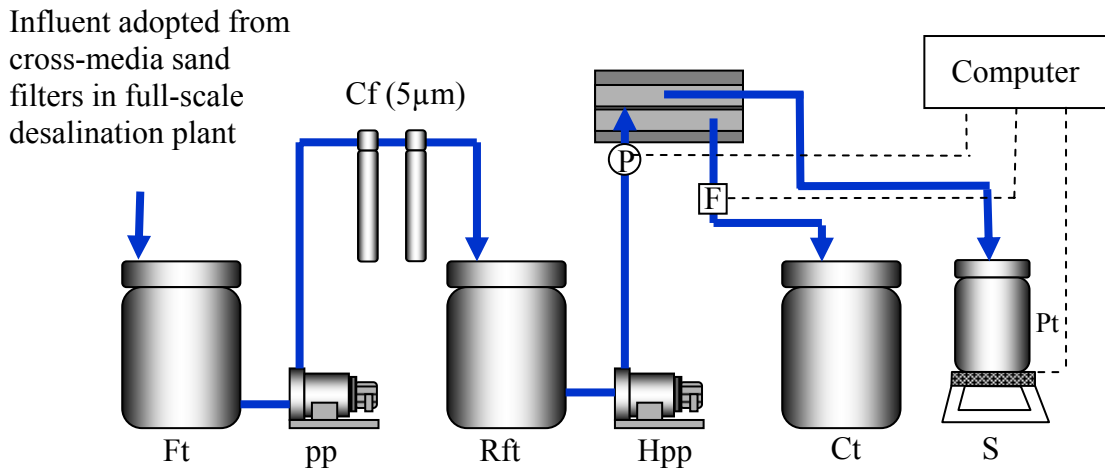 Influent adopted from
cross-media sand
filters in full-scale
desalination plant
Cf (5µm)
Computer
P
F
Pt
Ft
pp
Rft
Hpp
Ct
S